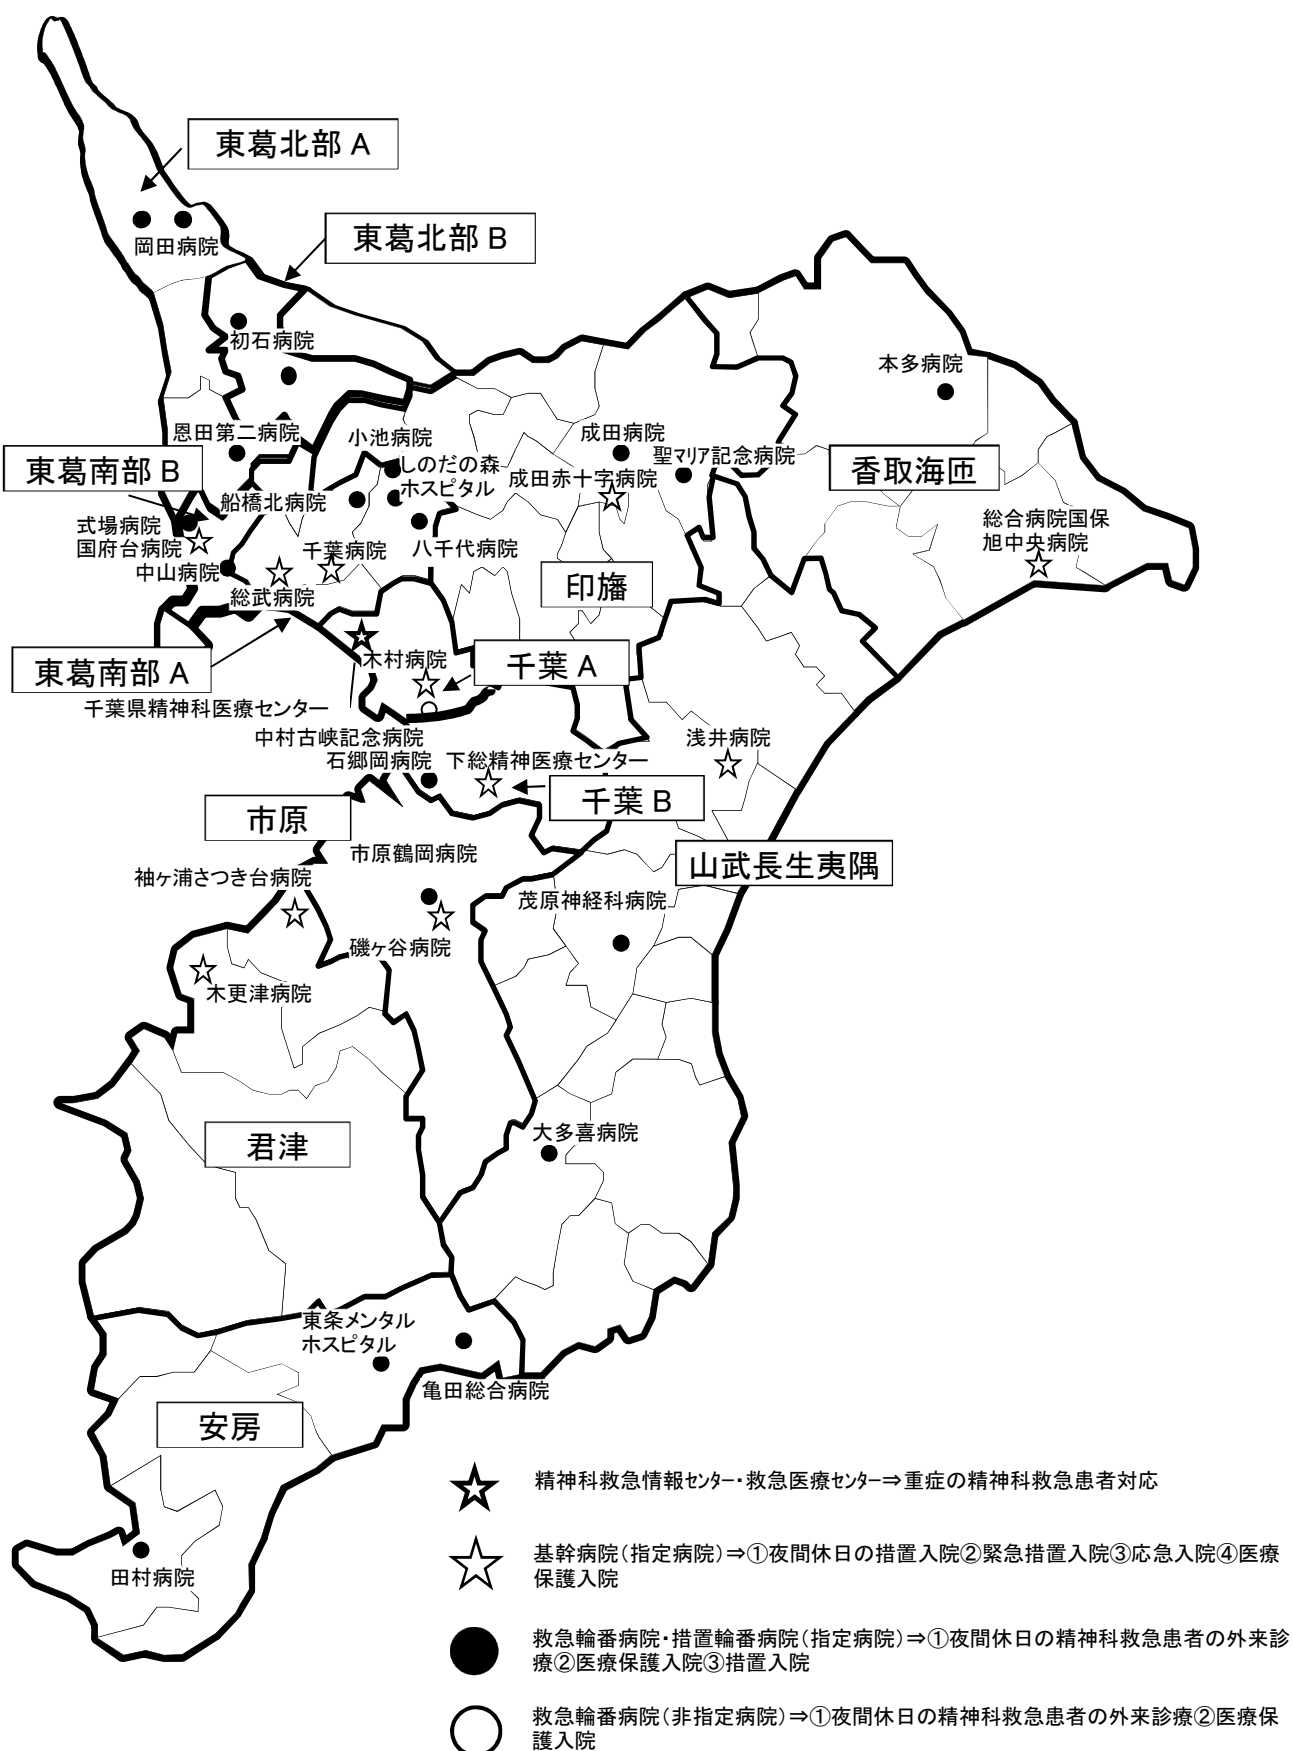 東葛北部 A
岡田病院
東葛北部 B
初石病院
本多病院
恩田第二病院
小池病院
成田病院
聖マリア記念病院
東葛南部 B
しのだの森
ホスピタル
成田赤十字病院
香取海匝
船橋北病院
式場病院
国府台病院
千葉病院
八千代病院
総合病院国保
旭中央病院
中山病院
総武病院
印旛
東葛南部 A
木村病院
千葉 A
千葉県精神科医療センター
中村古峡記念病院
石郷岡病院
下総精神医療センター
浅井病院
千葉 B
市原
市原鶴岡病院
山武長生夷隅
袖ヶ浦さつき台病院
茂原神経科病院
磯ヶ谷病院
木更津病院
君津
大多喜病院
東条メンタル
ホスピタル
亀田総合病院
安房
田村病院
精神科救急情報センター・救急医療センター⇒重症の精神科救急患者対応
基幹病院(指定病院)⇒①夜間休日の措置入院②緊急措置入院③応急入院④医療
保護入院
救急輪番病院・措置輪番病院(指定病院)⇒①夜間休日の精神科救急患者の外来診
療②医療保護入院③措置入院
救急輪番病院(非指定病院)⇒①夜間休日の精神科救急患者の外来診療②医療保
護入院